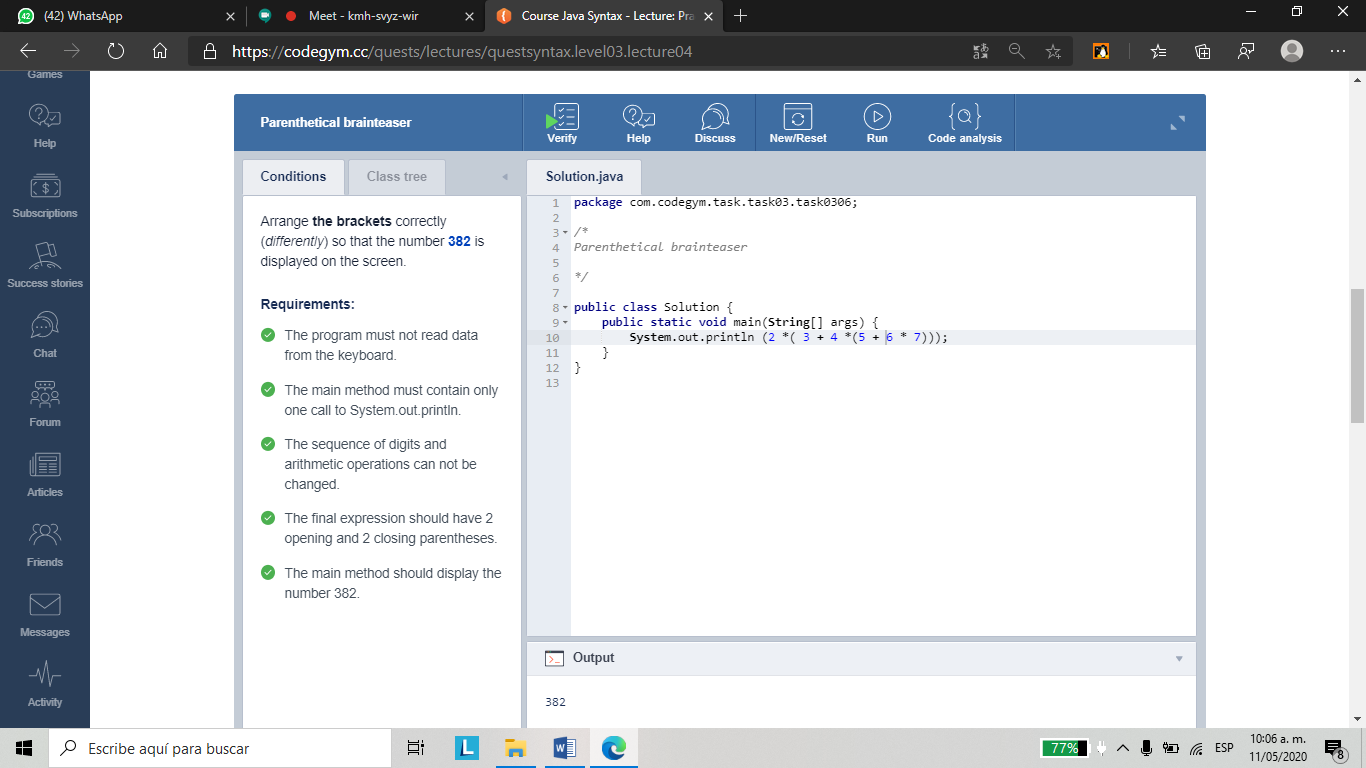 (42) WhatsApp
Meet - kmh-svyz-wir
Course Java Syntax - Lecture: Pra
https://codegym.cc/quests/lectures/questsyntax.level03.lecture04
Games
Help
Subscriptions
Success stories
Chat
Forum
Articles
Friends
Messages
Activity
Parenthetical brainteaser
Verify
Help
Discuss
New/Reset
Run
Code analysis
Conditions
Class tree
Arrange the brackets correctly
(differently) so that the number 382 is
displayed on the screen.
Requirements:
The program must not read data
from the keyboard.
The main method must contain only
one call to System.out.println.
The sequence of digits and
arithmetic operations can not be
changed.
The final expression should have 2
opening and 2 closing parentheses.
The main method should display the
number 382.
Solution.java
1 package com.codegym.task.task03.task0306;
2
3 /*
4 Parenthetical brainteaser
5
6 */
7
8 public class Solution {
9 public static void main(String[] args) {
10 System.out.println (2 *( 3 + 4 *(5 + 6 * 7)));
11 }
12 }
13
Output
382
Escribe aquí para buscar
L
W
77%
ESP
10:06 a. m.
11/05/2020
8